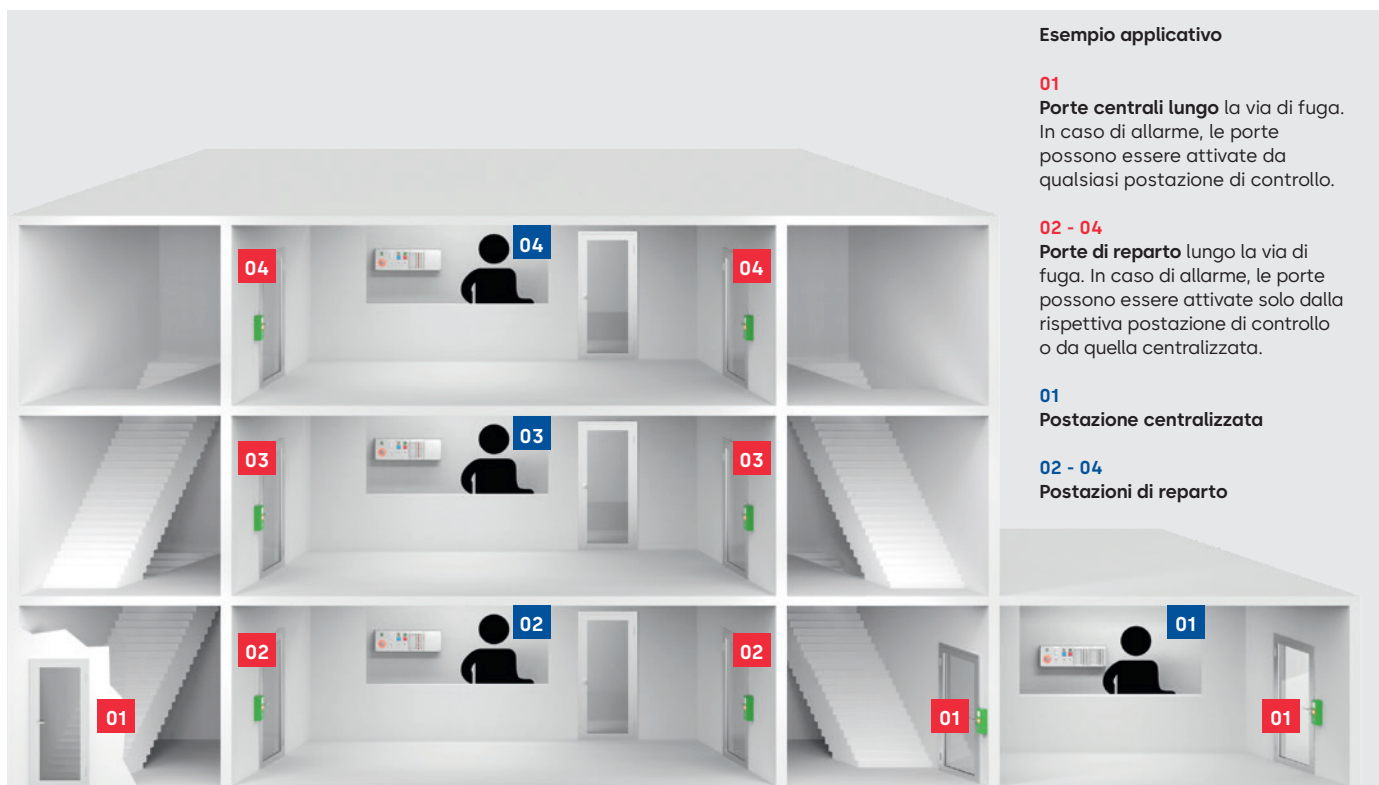 Esempio applicativo
01
Porte centrali lungo la via di fuga.
In caso di allarme, le porte
possono essere attivate da
qualsiasi postazione di controllo.
02 - 04
Porte di reparto lungo la via di
fuga. In caso di allarme, le porte
possono essere attivate solo dalla
rispettiva postazione di controllo
o da quella centralizzata.
01
Postazione centralizzata
02 - 04
Postazioni di reparto
04
04
04
03
03
03
02
02
02
01
01
01
01